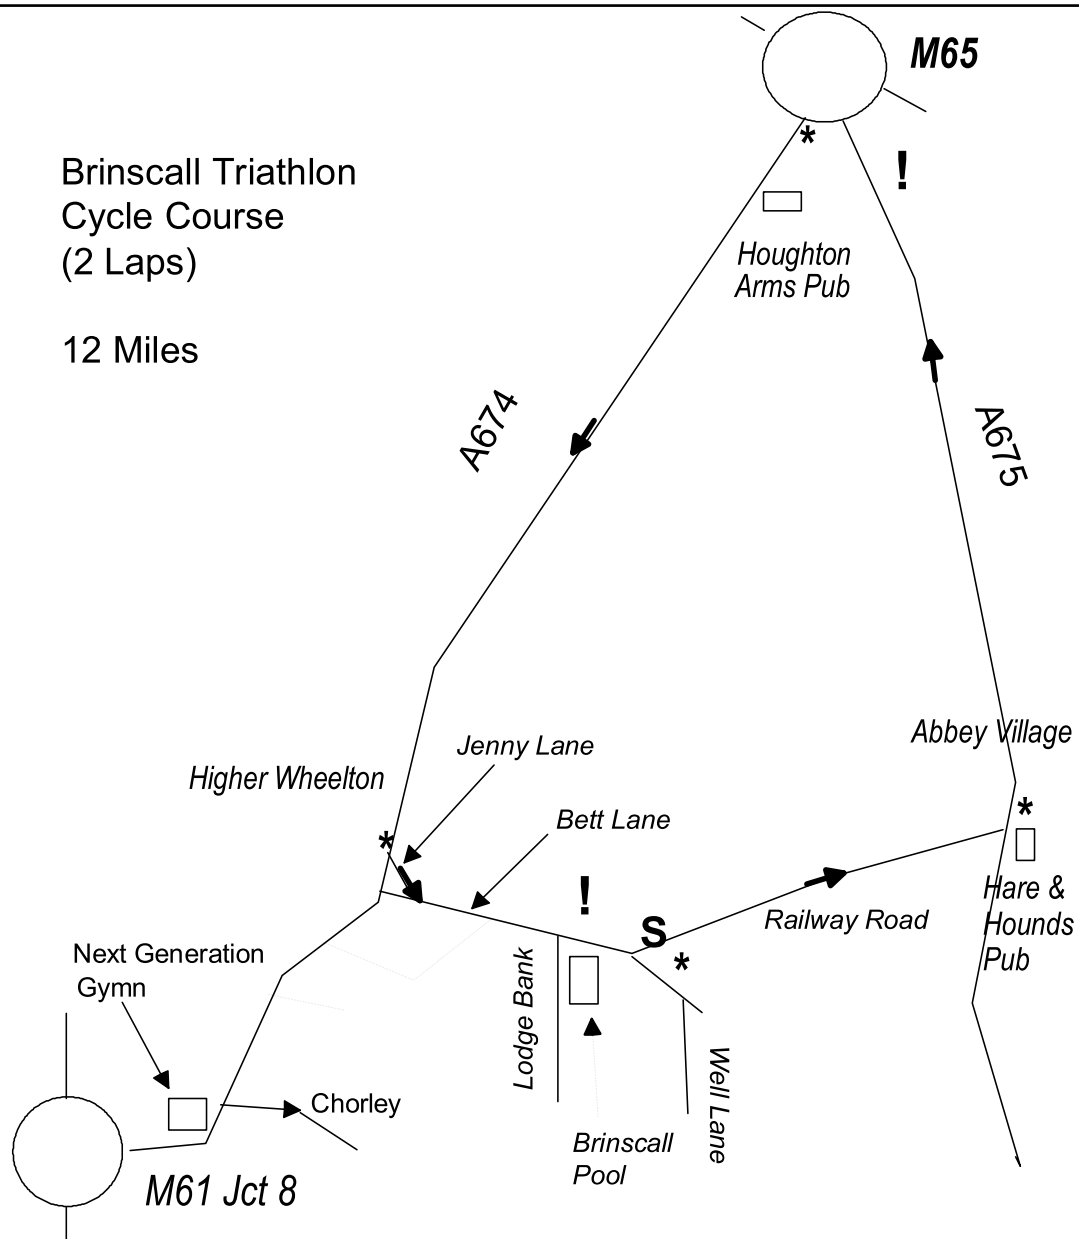 M65
*
!
Brinscall Triathlon
Cycle Course
(2 Laps)
12 Miles
Houghton
Arms Pub
A674
A675
Abbey Village
Jenny Lane
Higher Wheelton
*
Bett Lane
*
!
Hare &
Hounds
Pub
S
Railway Road
*
Next Generation
Gymn
Lodge Bank
Well Lane
Chorley
Brinscall
Pool
M61 Jct 8